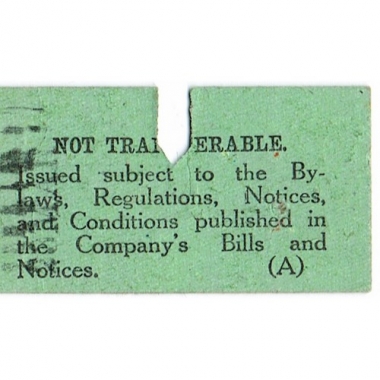 NOT TRAN ERABLE.
Issued subject to the By-
laws, Regulations, Notices,
and Conditions published in
the Company's Bills and
Notices. (A)